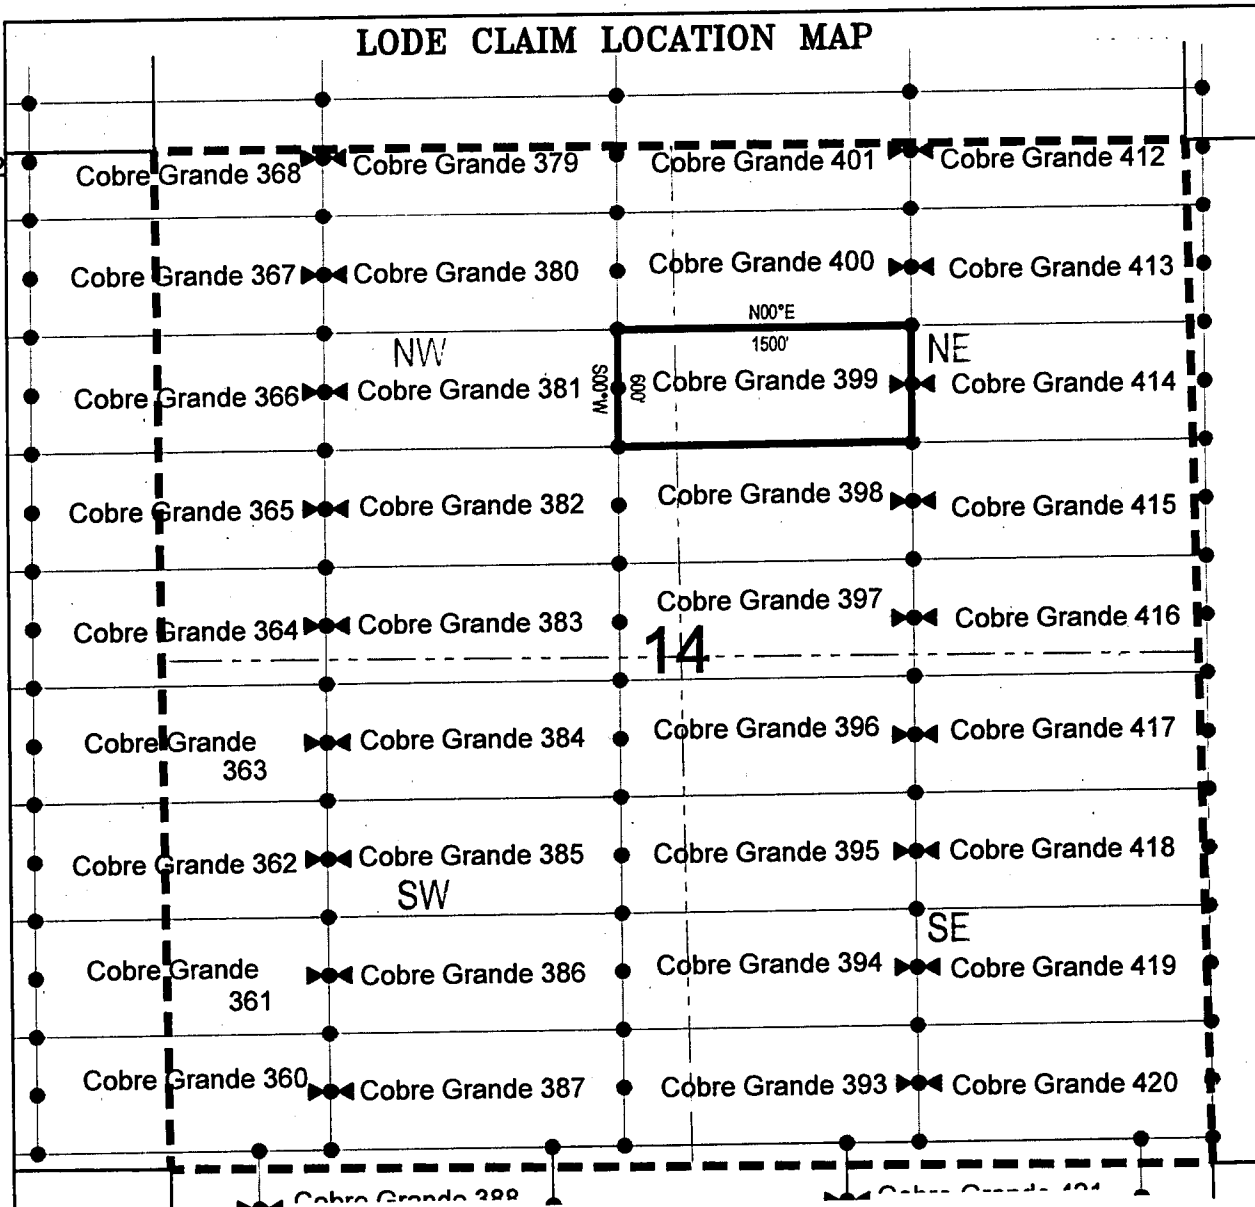 LODE CLAIM LOCATION MAP
Cobre Grande 368
Cobre Grande 379
Cobre Grande 401
Cobre Grande 412
Cobre Grande 367
Cobre Grande 380
Cobre Grande 400
Cobre Grande 413
N00°E
1500'
NW
NE
S00°W
600'
Cobre Grande 366
Cobre Grande 381
Cobre Grande 399
Cobre Grande 414
Cobre Grande 365
Cobre Grande 382
Cobre Grande 398
Cobre Grande 415
Cobre Grande 364
Cobre Grande 383
Cobre Grande 397
Cobre Grande 416
14
Cobre Grande
363
Cobre Grande 384
Cobre Grande 396
Cobre Grande 417
Cobre Grande 362
Cobre Grande 385
Cobre Grande 395
Cobre Grande 418
SW
SE
Cobre Grande
361
Cobre Grande 386
Cobre Grande 394
Cobre Grande 419
Cobre Grande 360
Cobre Grande 387
Cobre Grande 393
Cobre Grande 420
Cobre Grande 388
Cobre Grande